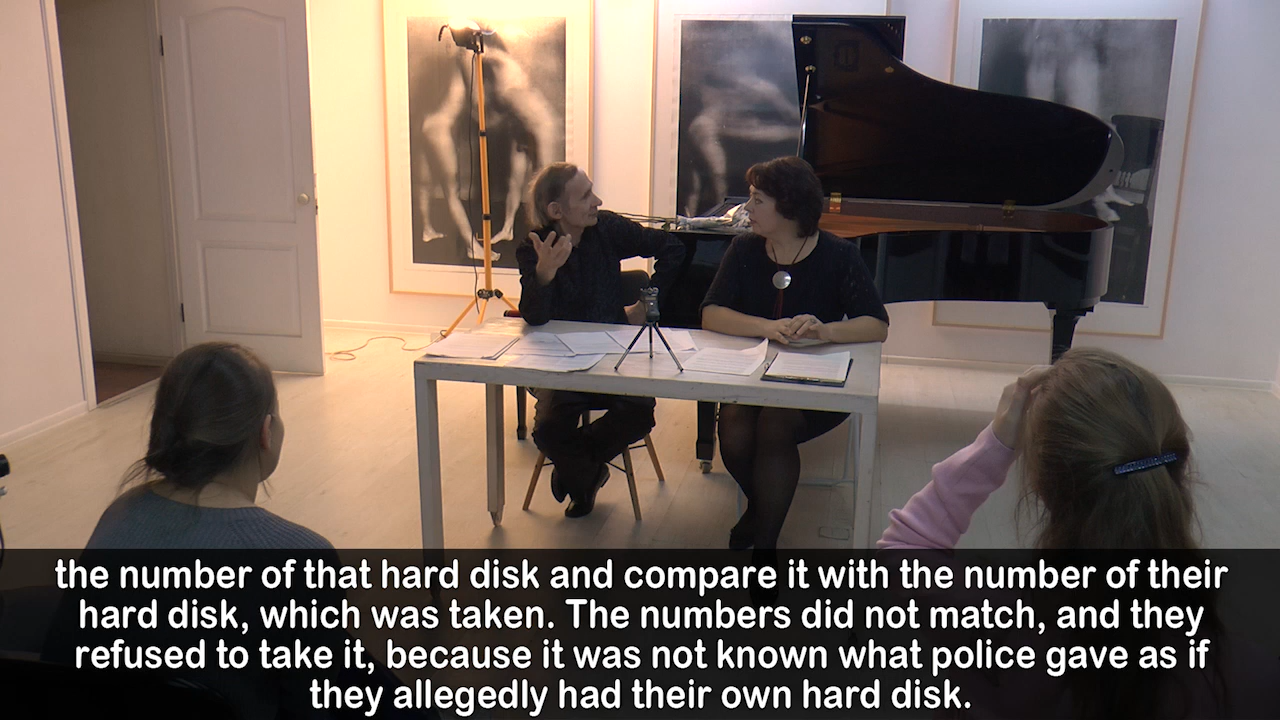 the number of that hard disk and compare it with the number of their
hard disk, which was taken. The numbers did not match, and they
refused to take it, because it was not known what police gave as if
they allegedly had their own hard disk.